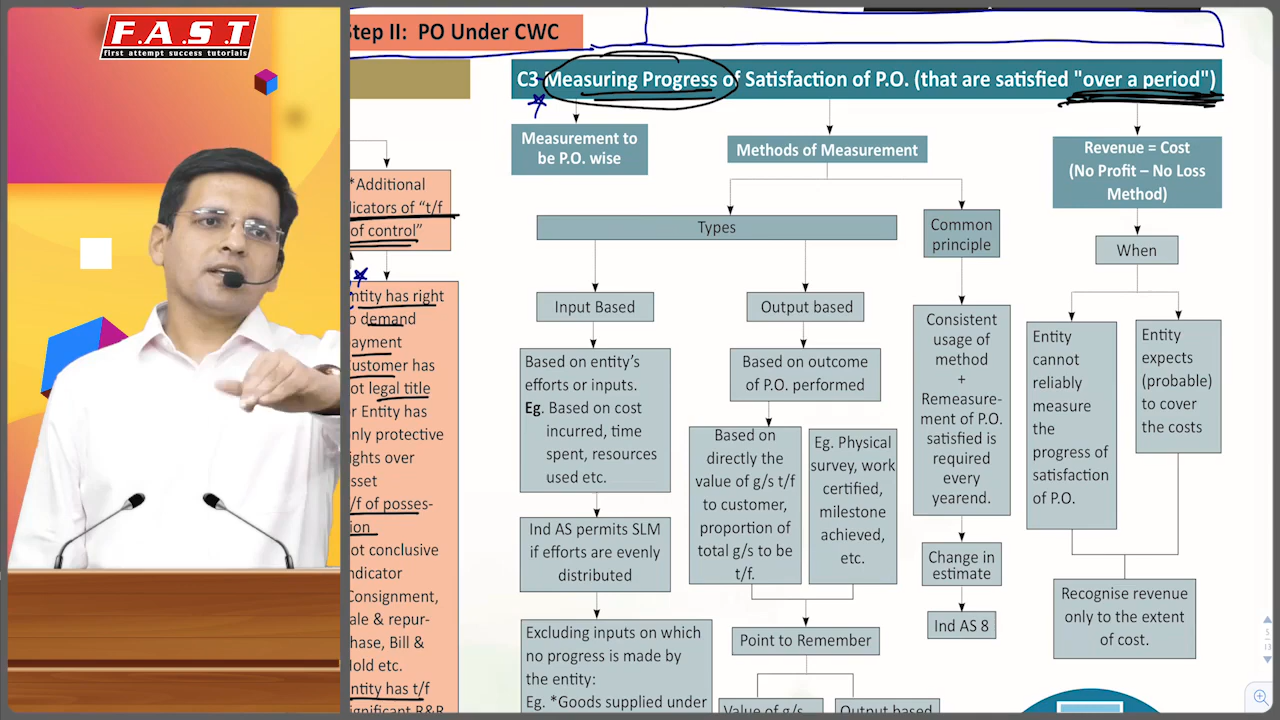 F.A.S.T
first attempt success tutorials
Step II: PO Under CWC
C3- Measuring Progress of Satisfaction of P.O. (that are satisfied "over a period")
Measurement to
be P.O. wise
Methods of Measurement
Revenue = Cost
(No Profit – No Loss
Method)
Types
Common
principle
When
Input Based
Output based
Based on entity's
efforts or inputs.
Eg. Based on cost
incurred, time
spent, resources
used etc.
Ind AS permits SLM
if efforts are evenly
distributed
Excluding inputs on which
no progress is made by
the entity:
Eg. *Goods supplied under
Based on outcome
of P.O. performed
Based on
directly the
value of g/s t/f
to customer,
proportion of
total g/s to be
t/f.
Eg. Physical
survey, work
certified,
milestone
achieved,
etc.
Point to Remember
Value of g/s
Output based
Consistent
usage of
method
+
Remeasure-
ment of P.O.
satisfied is
required
every
yearend.
Change in
estimate
Ind AS 8
Entity
cannot
reliably
measure
the
progress of
satisfaction
of P.O.
Entity
expects
(probable)
to cover
the costs
Recognise revenue
only to the extent
of cost.
*Additional
licators of "t/f
of control"
ntity has right
o demand
ayment
ustomer has
ot legal title
r Entity has
nly protective
ights over
sset
/f of posses-
ion
ot conclusive
ndicator
Consignment,
ale & repur-
hase, Bill &
old etc.
ntity has t/f
ignificant R&R
5
13